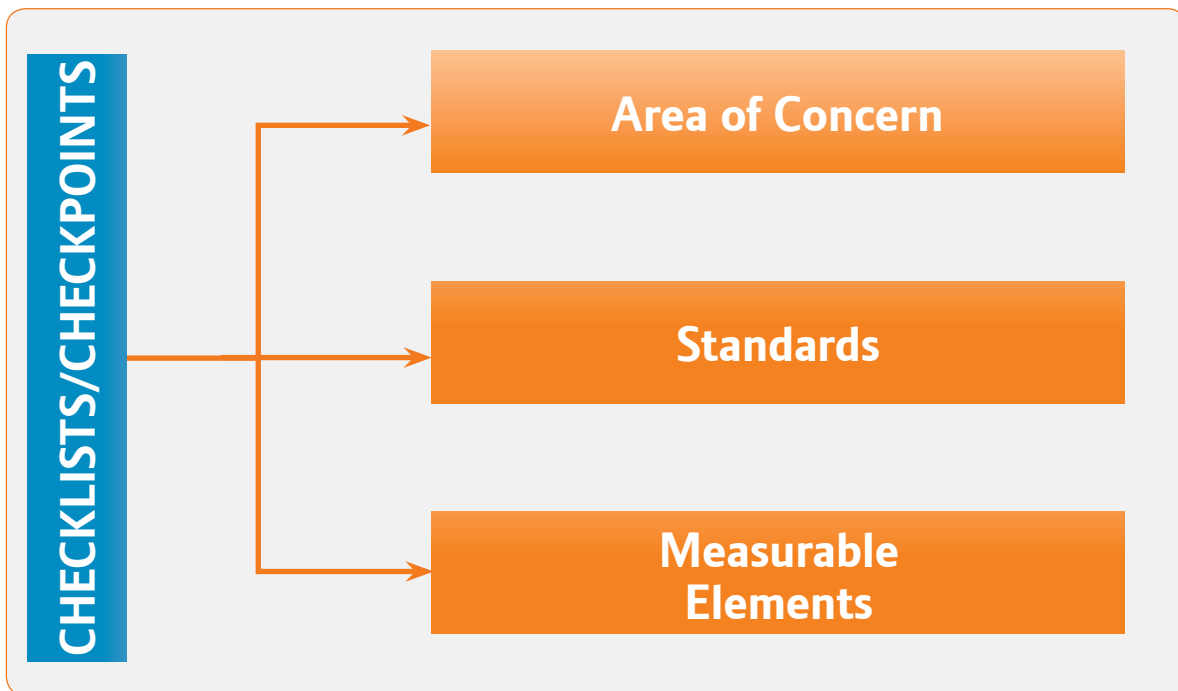 CHECKLISTS/CHECKPOINTS
Area of Concern
Standards
Measurable
Elements